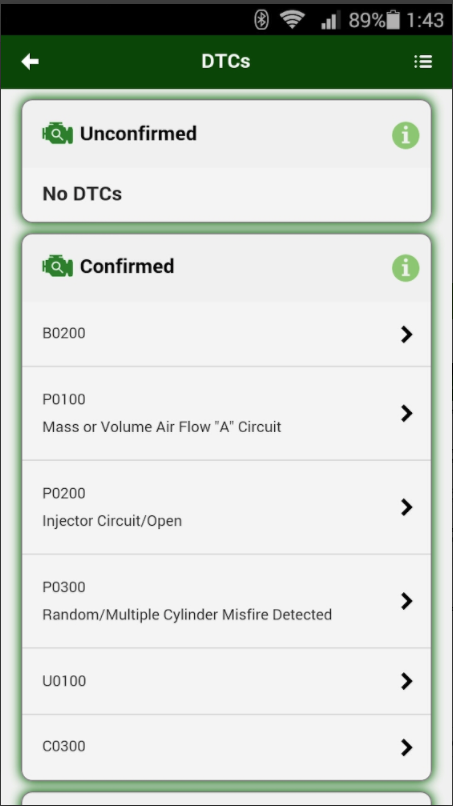 89% 1:43
DTCs
Unconfirmed
No DTCs
Confirmed
B0200
P0100
Mass or Volume Air Flow "A" Circuit
P0200
Injector Circuit/Open
P0300
Random/Multiple Cylinder Misfire Detected
U0100
C0300